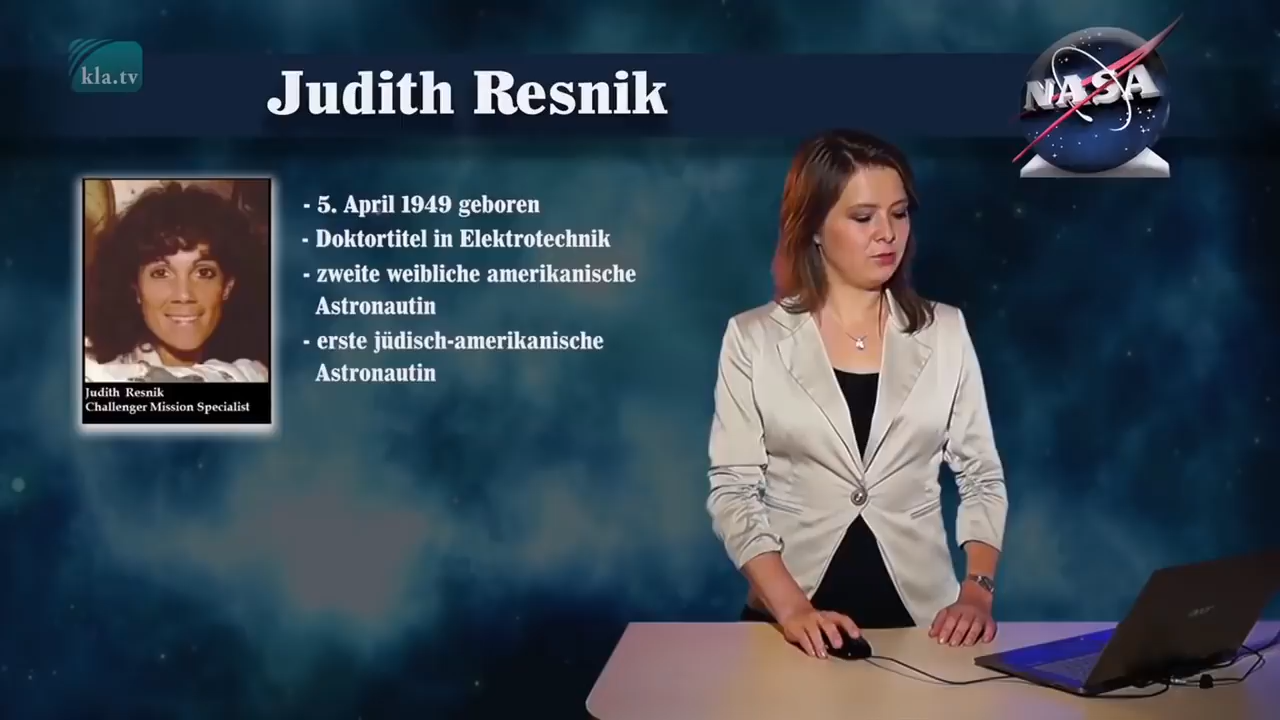 kla.tv
Judith Resnik
NASA
- 5. April 1949 geboren
- Doktortitel in Elektrotechnik
- zweite weibliche amerikanische
Astronautin
- erste jüdisch-amerikanische
Astronautin
Judith Resnik
Challenger Mission Specialist
acer